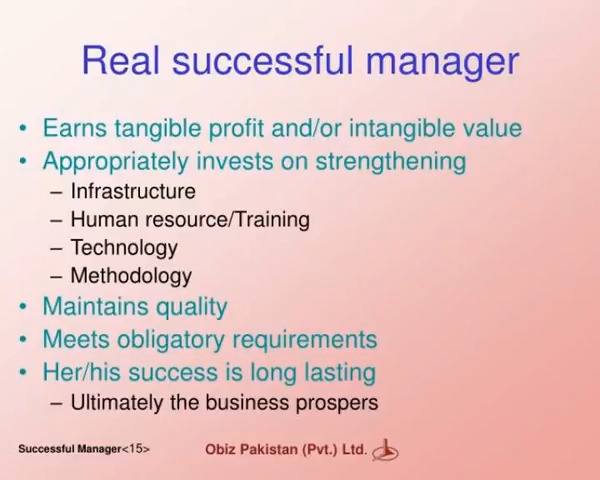 Real successful manager
• Earns tangible profit and/or intangible value
• Appropriately invests on strengthening
– Infrastructure
– Human resource/Training
– Technology
– Methodology
• Maintains quality
• Meets obligatory requirements
• Her/his success is long lasting
– Ultimately the business prospers
Successful Manager<15>
Obiz Pakistan (Pvt.) Ltd.